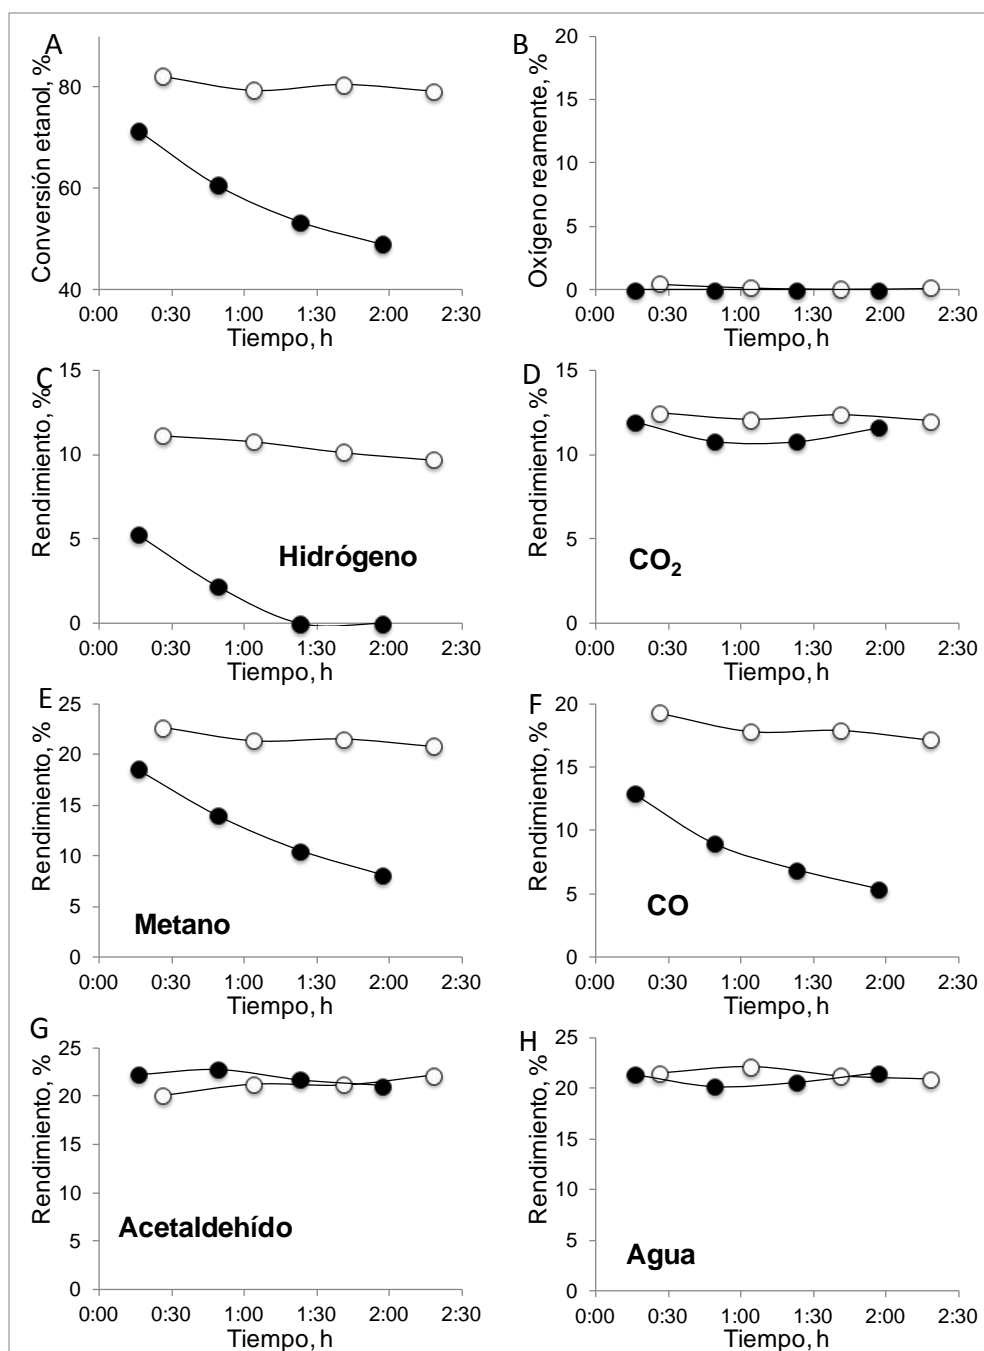 A
Conversión etanol, %
80
60
40
0:00 0:30 1:00 1:30 2:00 2:30
Tiempo, h
B
Oxígeno reamente, %
20
15
10
5
0
0:00 0:30 1:00 1:30 2:00 2:30
Tiempo, h
C
Rendimiento, %
15
10
5
0
Hidrógeno
0:00 0:30 1:00 1:30 2:00 2:30
Tiempo, h
D
Rendimiento, %
15
10
5
0
CO₂
0:00 0:30 1:00 1:30 2:00 2:30
Tiempo, h
E
Rendimiento, %
25
20
15
10
5
0
Metano
0:00 0:30 1:00 1:30 2:00 2:30
Tiempo, h
F
Rendimiento, %
20
15
10
5
0
CO
0:00 0:30 1:00 1:30 2:00 2:30
Tiempo, h
G
Rendimiento, %
25
20
15
10
5
0
Acetaldehído
0:00 0:30 1:00 1:30 2:00 2:30
Tiempo, h
H
Rendimiento, %
25
20
15
10
5
0
Agua
0:00 0:30 1:00 1:30 2:00 2:30
Tiempo, h